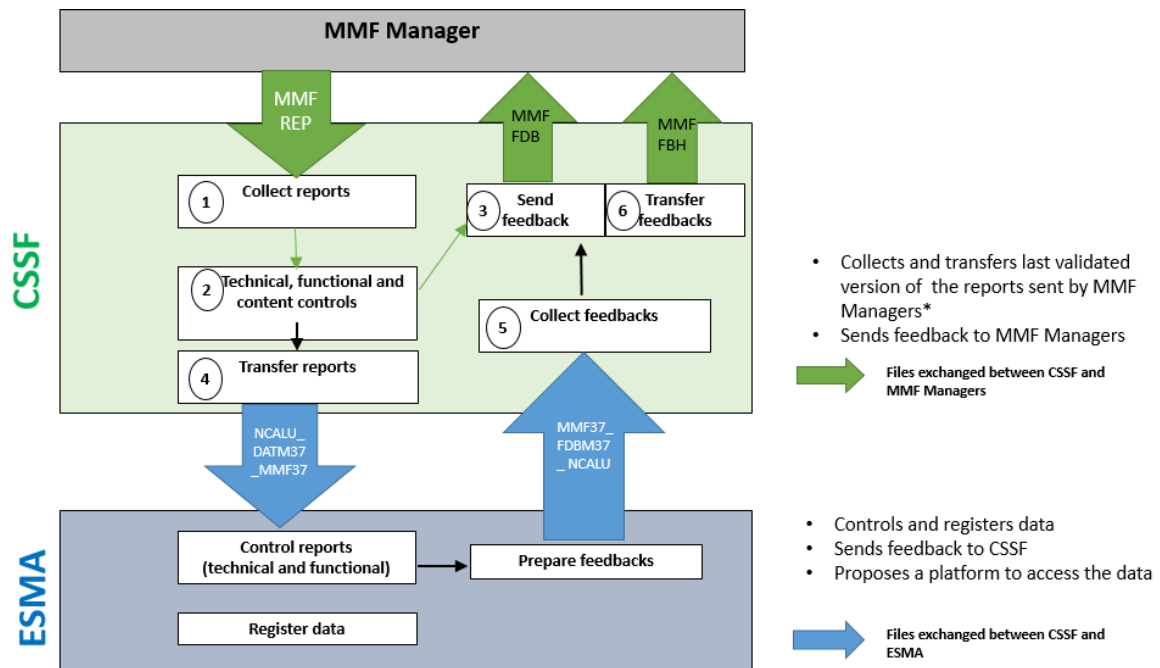 MMF Manager
MMF
REP
MMF
FDB
MMF
FBH
CSSF
1
Collect reports
3
Send
feedback
6
Transfer
feedbacks
2
Technical, functional and
content controls
5
Collect feedbacks
4
Transfer reports
• Collects and transfers last validated
version of the reports sent by MMF
Managers*
• Sends feedback to MMF Managers
Files exchanged between CSSF and
MMF Managers
NCALU_
DATM37
_MMF37
MMF37_
FDBM37
_NCALU
ESMA
Control reports
(technical and functional)
Prepare feedbacks
Register data
• Controls and registers data
• Sends feedback to CSSF
• Proposes a platform to access the data
Files exchanged between CSSF and
ESMA